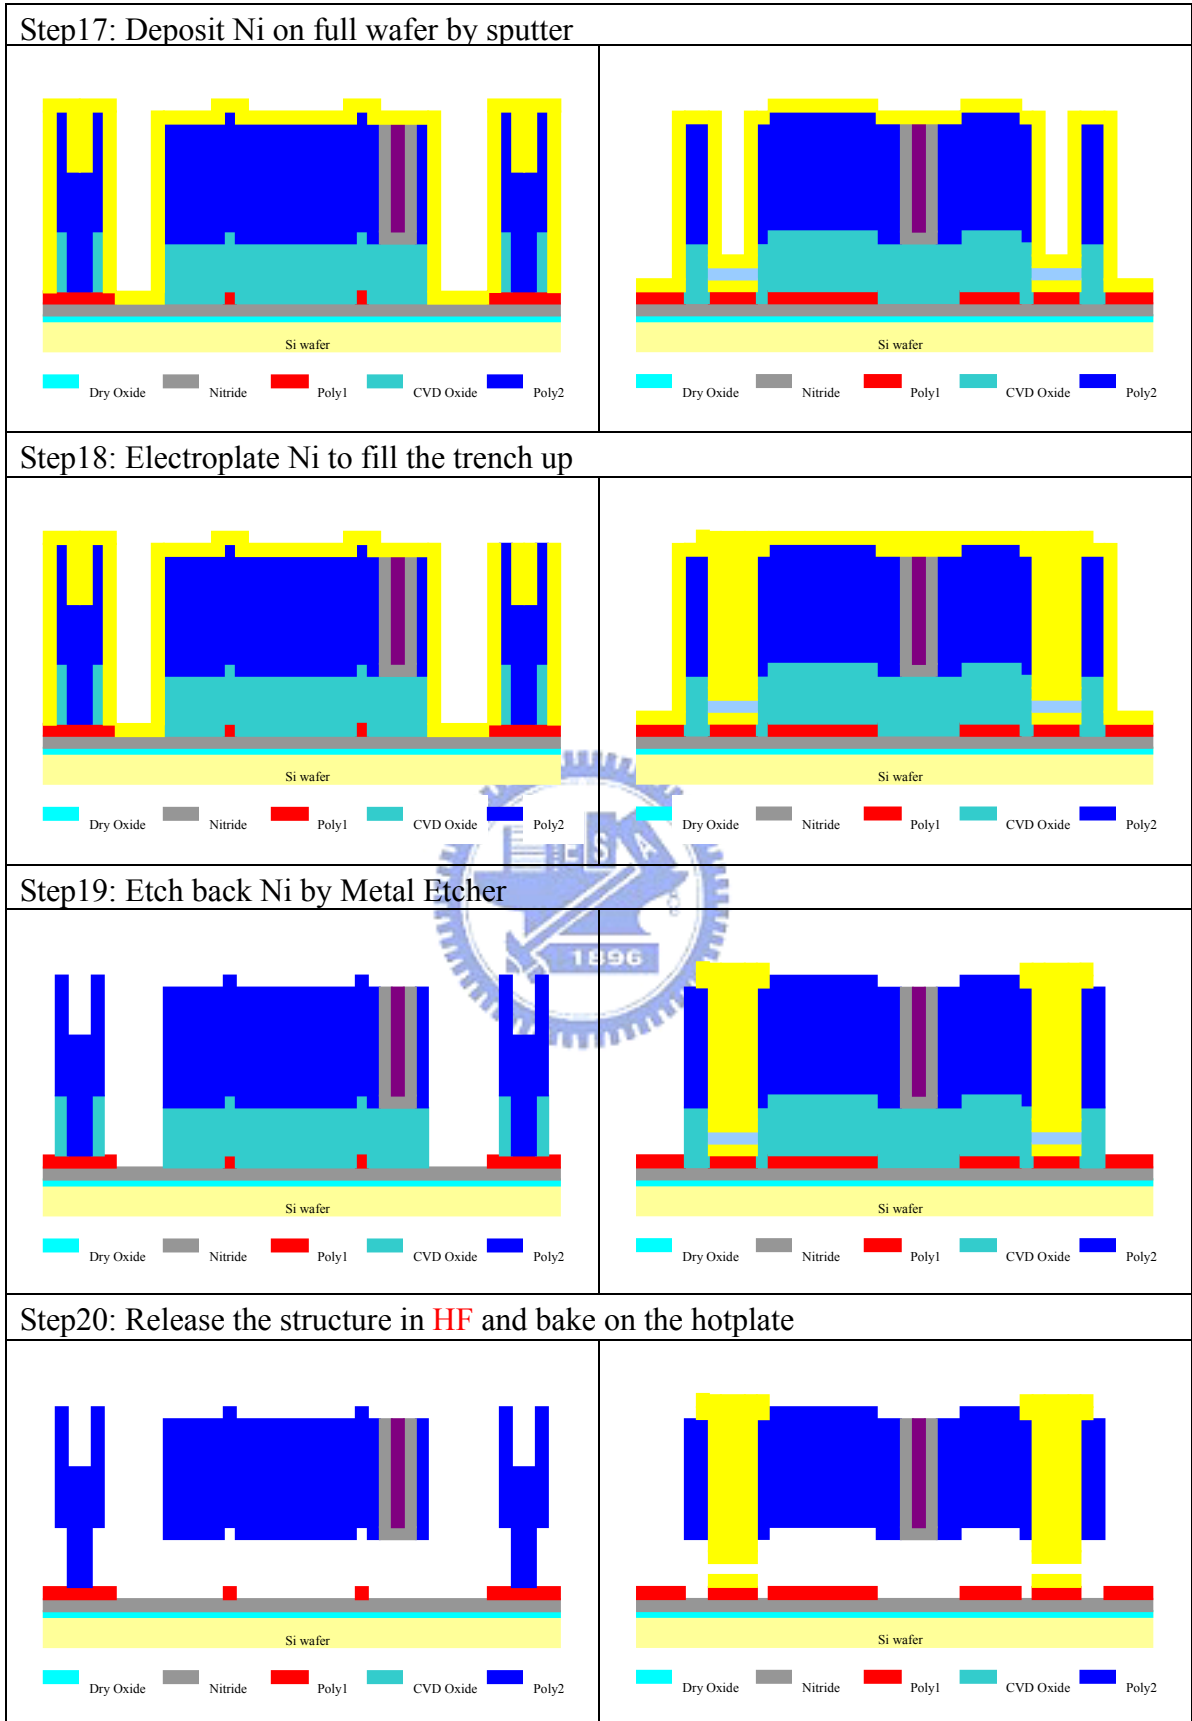 Step17: Deposit Ni on full wafer by sputter
Si wafer
Dry Oxide Nitride Poly1 CVD Oxide Poly2
Si wafer
Dry Oxide Nitride Poly1 CVD Oxide Poly2
Step18: Electroplate Ni to fill the trench up
Si wafer
Dry Oxide Nitride Poly1 CVD Oxide Poly2
Si wafer
Dry Oxide Nitride Poly1 CVD Oxide Poly2
Step19: Etch back Ni by Metal Etcher
1896
Si wafer
Dry Oxide Nitride Poly1 CVD Oxide Poly2
Si wafer
Dry Oxide Nitride Poly1 CVD Oxide Poly2
Step20: Release the structure in HF and bake on the hotplate
Si wafer
Dry Oxide Nitride Poly1 CVD Oxide Poly2
Si wafer
Dry Oxide Nitride Poly1 CVD Oxide Poly2